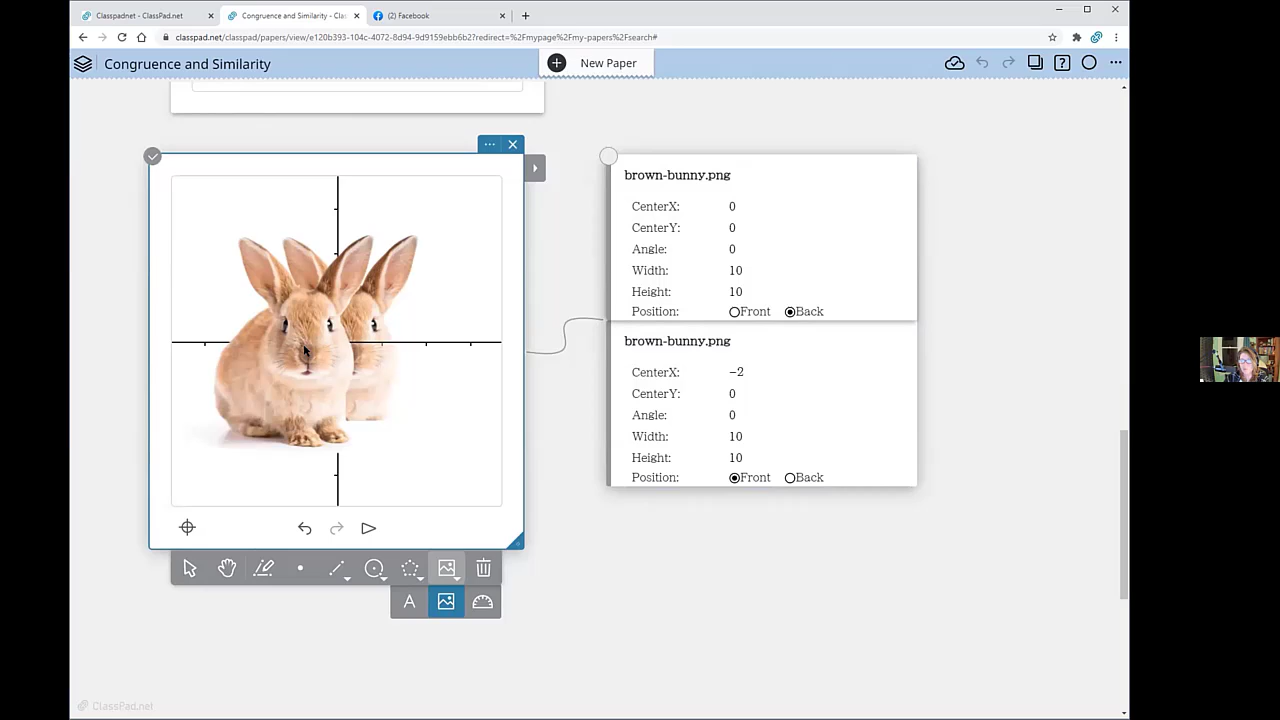 Classpadnet - ClassPad.net
Congruence and Similarity - Clas
(2) Facebook
classpad.net/classpad/papers/view/e120b393-104c-4072-8d94-9d9159ebb6b2?redirect=%2Fmypage%2Fmy-papers%2Fsearch#
Congruence and Similarity
New Paper
brown-bunny.png
CenterX: 0
CenterY: 0
Angle: 0
Width: 10
Height: 10
Position: Front Back
brown-bunny.png
CenterX: −2
CenterY: 0
Angle: 0
Width: 10
Height: 10
Position: Front Back
A
ClassPad.net